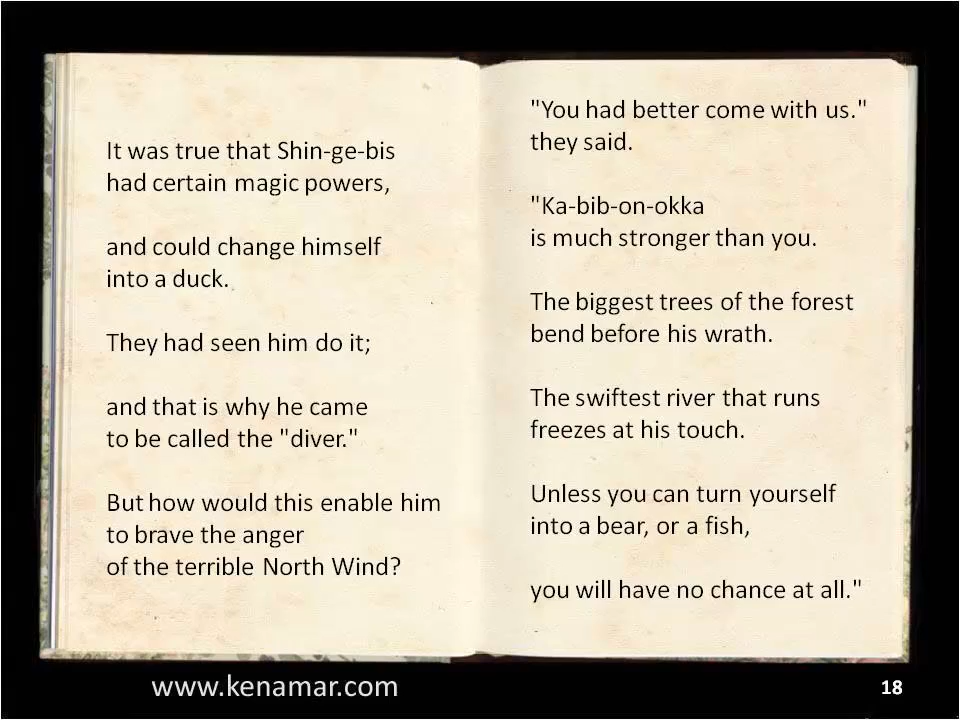 It was true that Shin-ge-bis
had certain magic powers,
and could change himself
into a duck.
They had seen him do it;
and that is why he came
to be called the "diver."
But how would this enable him
to brave the anger
of the terrible North Wind?
"You had better come with us."
they said.
"Ka-bib-on-okka
is much stronger than you.
The biggest trees of the forest
bend before his wrath.
The swiftest river that runs
freezes at his touch.
Unless you can turn yourself
into a bear, or a fish,
you will have no chance at all."
www.kenamar.com
18